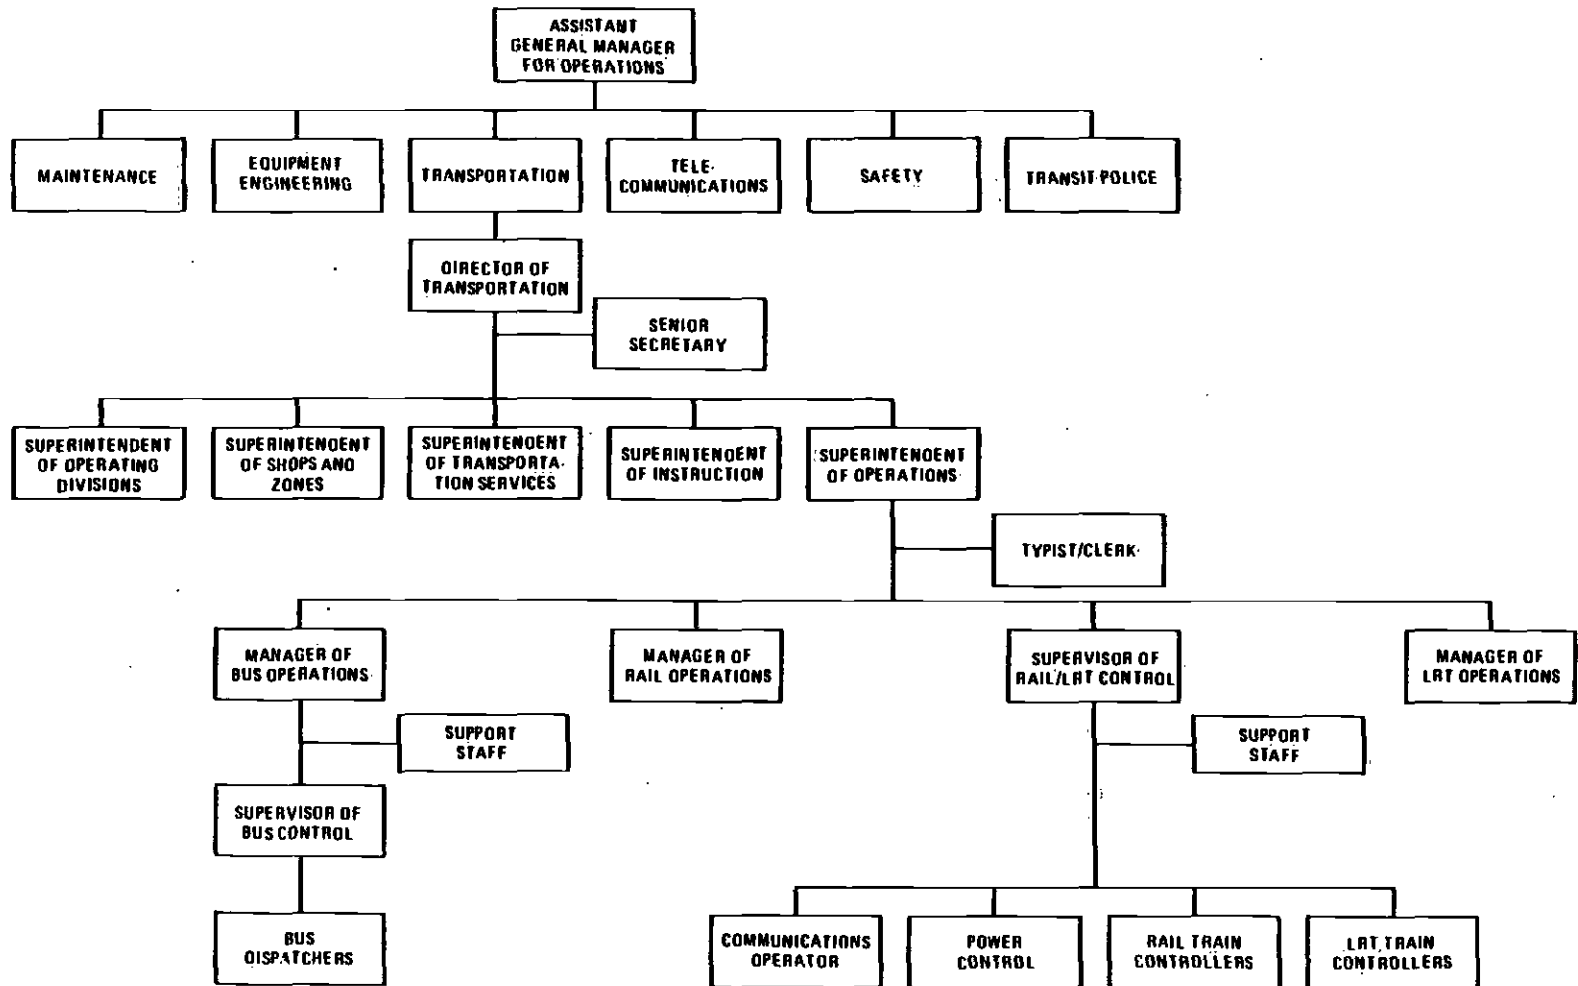 ASSISTANT
GENERAL MANAGER
FOR OPERATIONS
MAINTENANCE
EQUIPMENT
ENGINEERING
TRANSPORTATION
TELE-
COMMUNICATIONS
SAFETY
TRANSIT POLICE
DIRECTOR OF
TRANSPORTATION
SENIOR
SECRETARY
SUPERINTENDENT
OF OPERATING
DIVISIONS
SUPERINTENDENT
OF SHOPS AND
ZONES
SUPERINTENDENT
OF TRANSPORTA-
TION SERVICES
SUPERINTENDENT
OF INSTRUCTION
SUPERINTENDENT
OF OPERATIONS
TYPIST/CLERK
MANAGER OF
BUS OPERATIONS
MANAGER OF
RAIL OPERATIONS
SUPERVISOR OF
RAIL/LRT CONTROL
MANAGER OF
LRT OPERATIONS
SUPPORT
STAFF
SUPPORT
STAFF
SUPERVISOR OF
BUS CONTROL
BUS
DISPATCHERS
COMMUNICATIONS
OPERATOR
POWER
CONTROL
RAIL TRAIN
CONTROLLERS
LRT TRAIN
CONTROLLERS